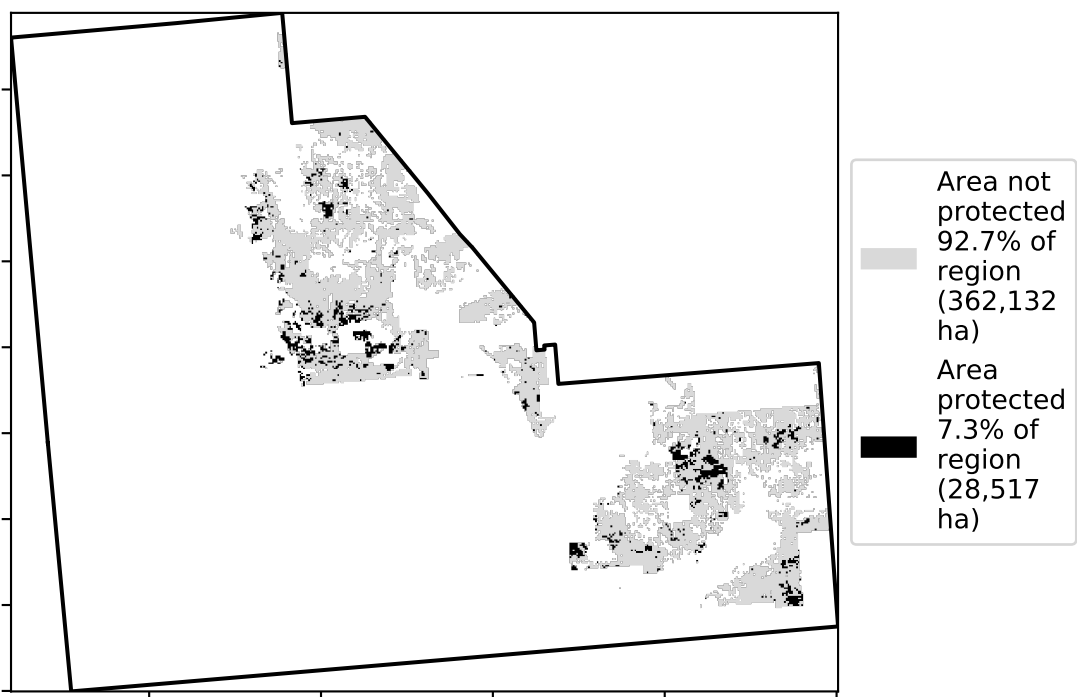 Area not
protected
92.7% of
region
(362,132
ha)
Area
protected
7.3% of
region
(28,517
ha)